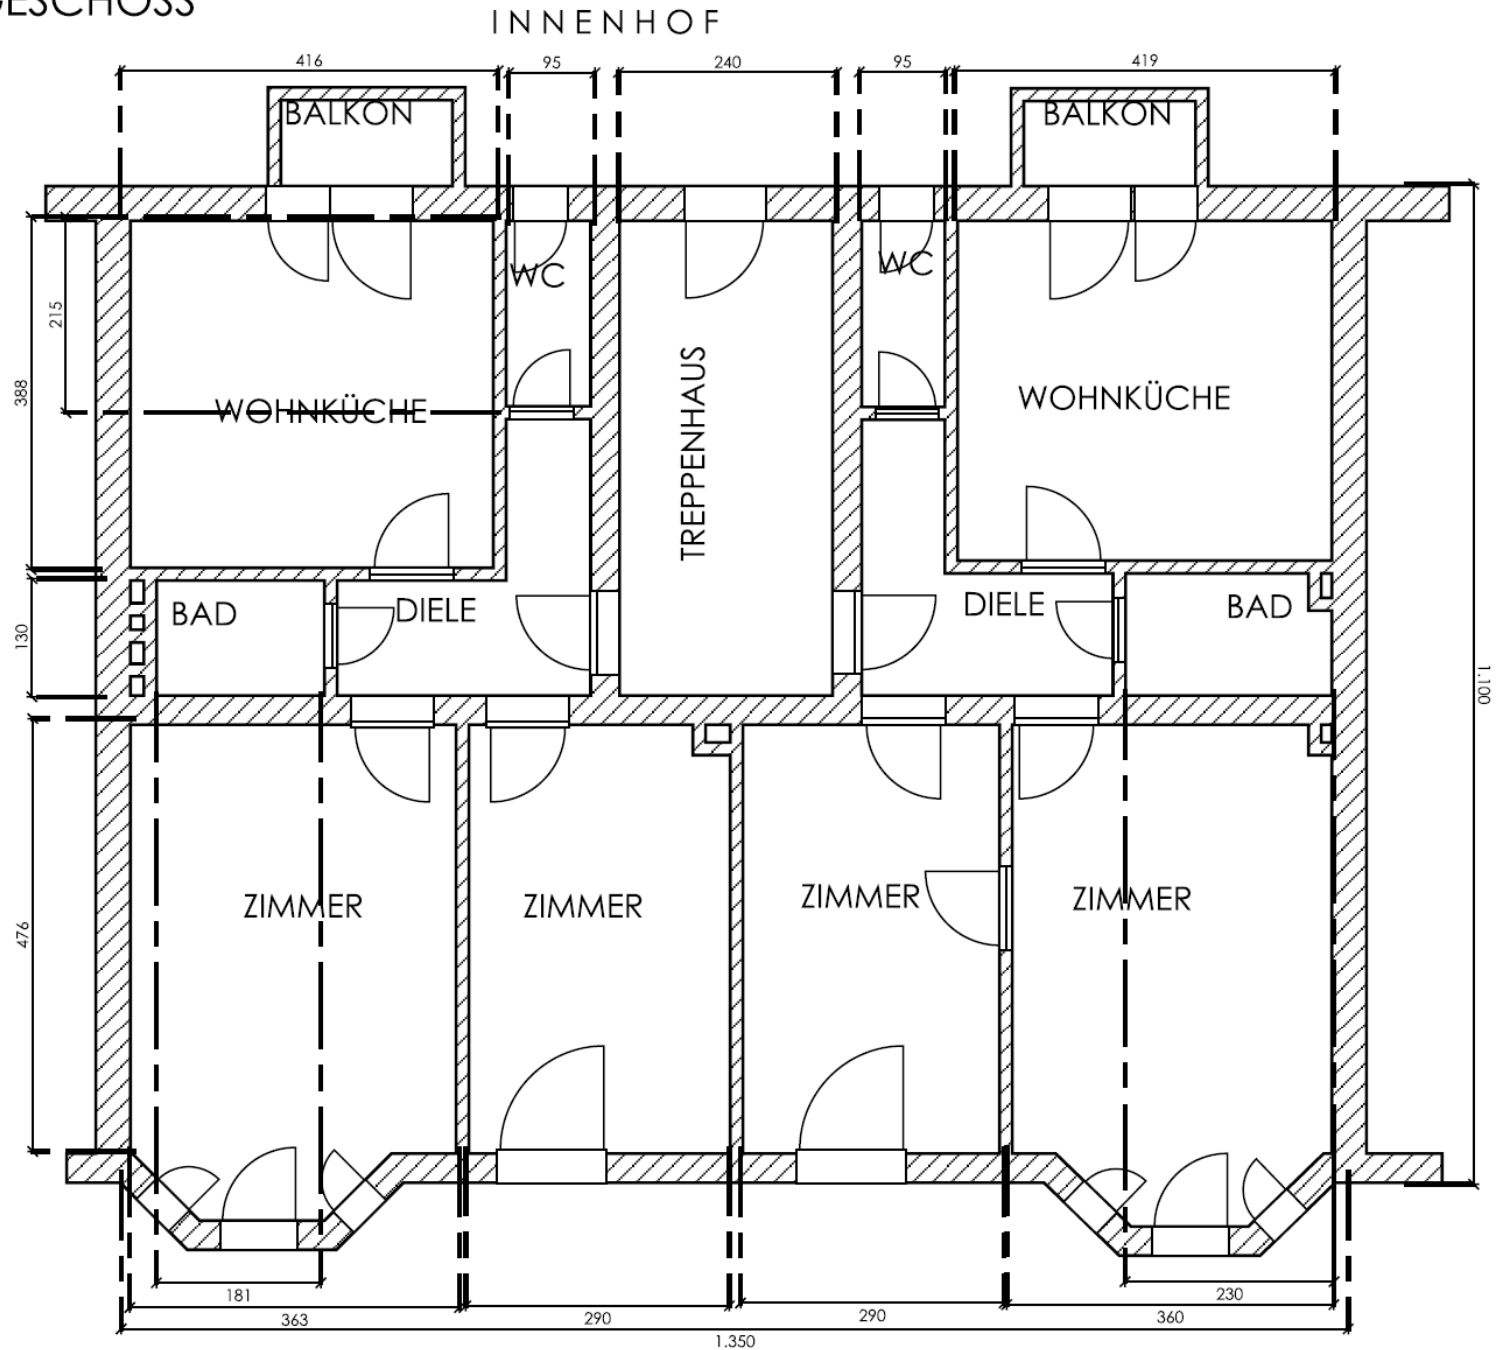 INNENHOF
416
95
240
95
419
BALKON
BALKON
WC
WC
215
388
WOHNKÜCHE
TREPPENHAUS
WOHNKÜCHE
BAD
DIELE
DIELE
BAD
130
1.100
ZIMMER
ZIMMER
ZIMMER
ZIMMER
476
181
230
363
290
290
360
1.350